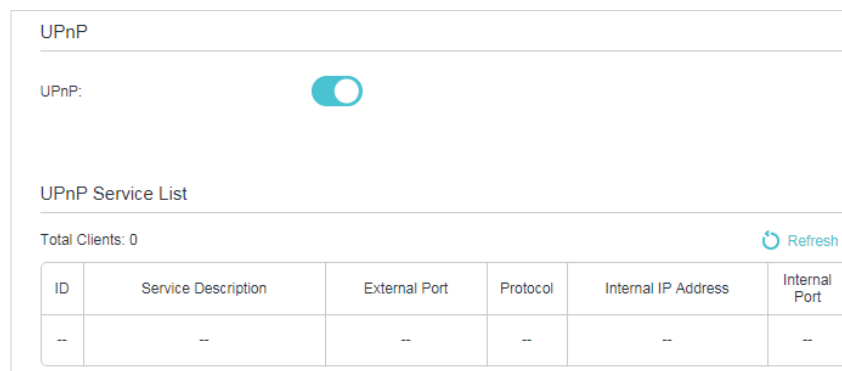 UPnP
UPnP:
UPnP Service List
Total Clients: 0
Refresh
ID Service Description External Port Protocol Internal IP Address Internal Port
-- -- -- -- -- --